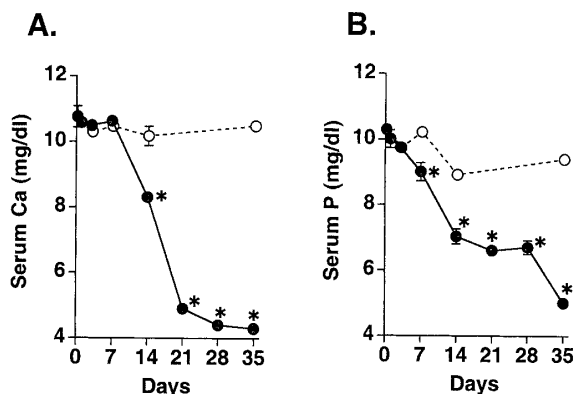 A.
B.
Serum Ca (mg/dl)
12
10
8
6
4
* * * *
0 7 14 21 28 35
Days
Serum P (mg/dl)
12
10
8
6
4
* * * * *
0 7 14 21 28 35
Days